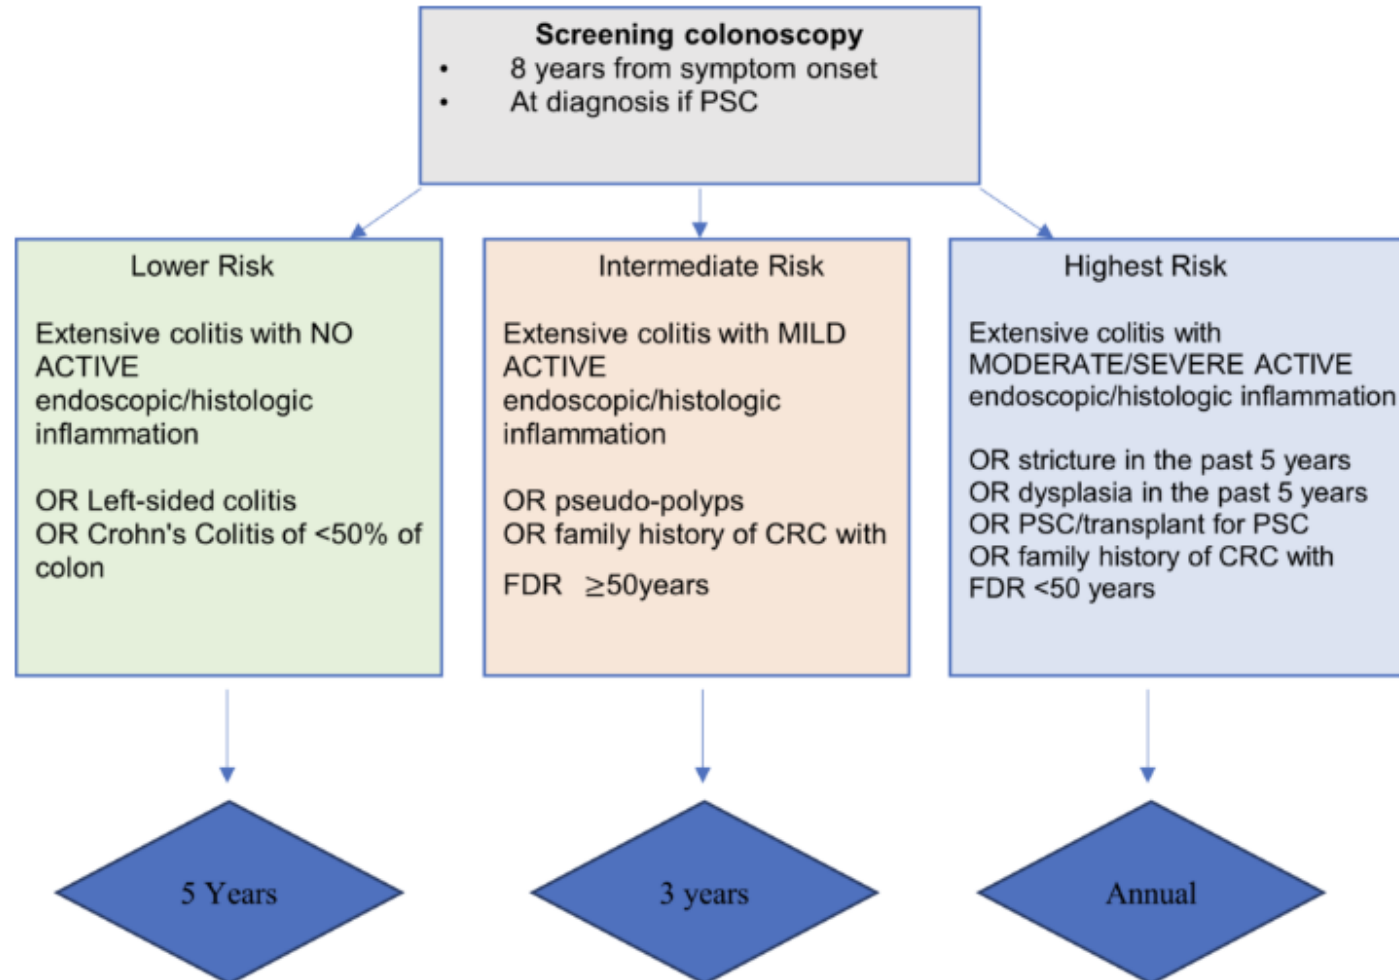 Screening colonoscopy
• 8 years from symptom onset
• At diagnosis if PSC
Lower Risk
Extensive colitis with NO
ACTIVE
endoscopic/histologic
inflammation
OR Left-sided colitis
OR Crohn's Colitis of <50% of
colon
Intermediate Risk
Extensive colitis with MILD
ACTIVE
endoscopic/histologic
inflammation
OR pseudo-polyps
OR family history of CRC with
FDR ≥50years
Highest Risk
Extensive colitis with
MODERATE/SEVERE ACTIVE
endoscopic/histologic inflammation
OR stricture in the past 5 years
OR dysplasia in the past 5 years
OR PSC/transplant for PSC
OR family history of CRC with
FDR <50 years
5 Years
3 years
Annual